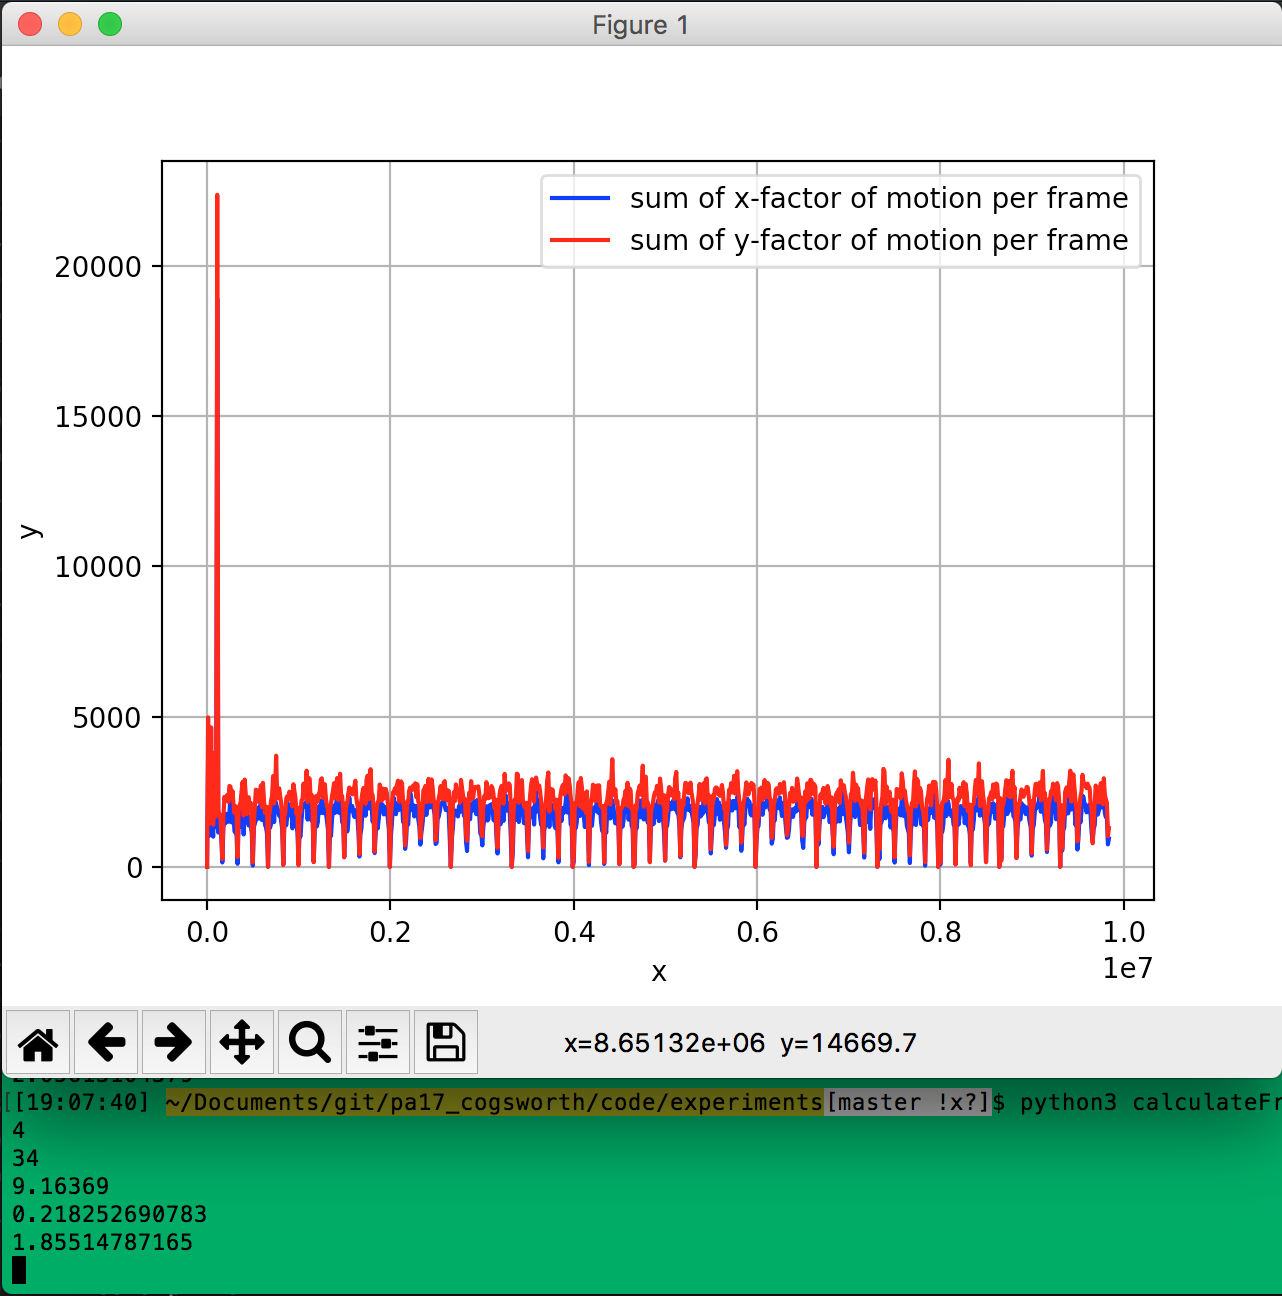 Figure 1
sum of x-factor of motion per frame
sum of y-factor of motion per frame
20000
15000
10000
5000
0
y
0.0 0.2 0.4 0.6 0.8 1.0
1e7
x
x=8.65132e+06 y=14669.7
[[19:07:40] ~/Documents/git/pa17_cogsworth/code/experiments[master !x?]$ python3 calculateFr
4
34
9.16369
0.218252690783
1.85514787165